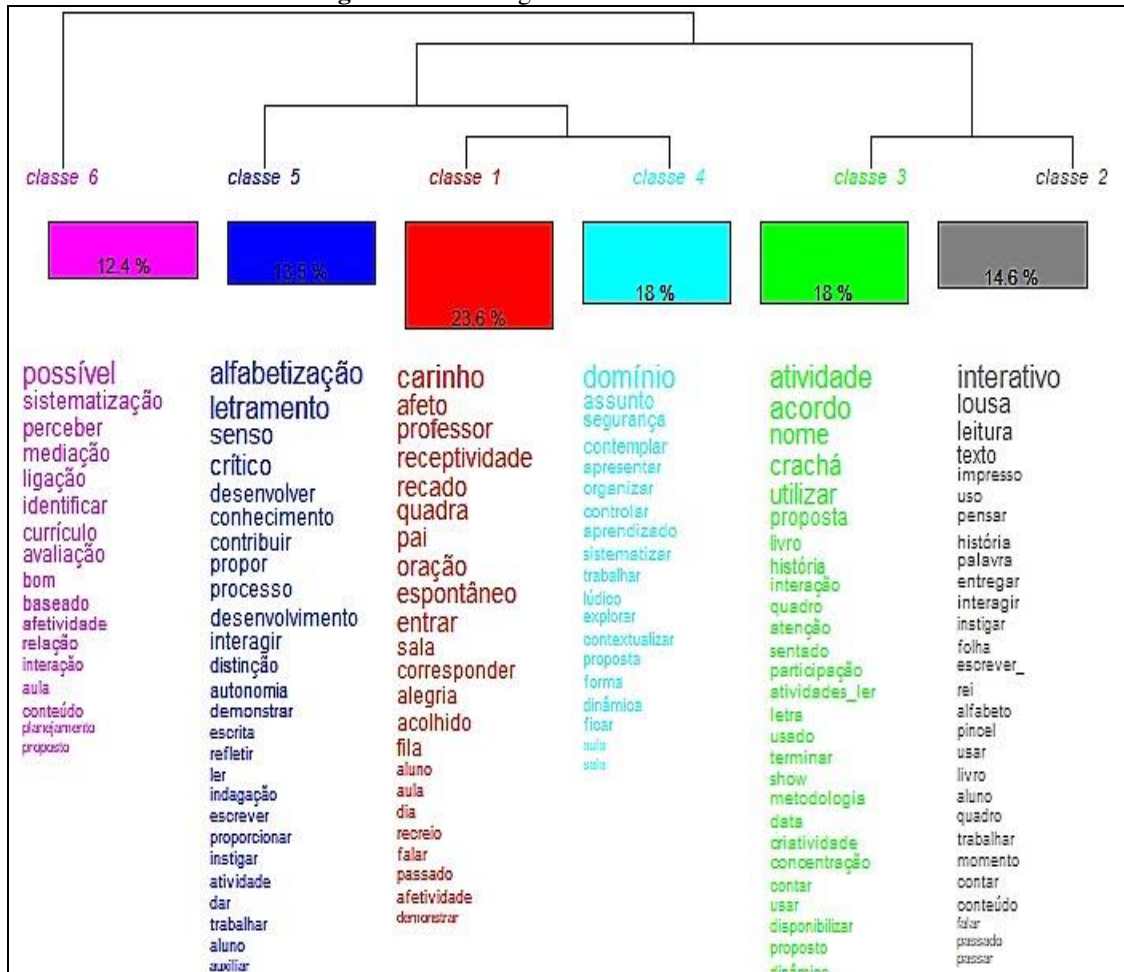 classe 6
classe 5
classe 1
classe 4
classe 3
classe 2
12.4 %
13.5 %
23.6 %
18 %
18 %
14.6 %
possível
sistematização
perceber
mediação
ligação
identificar
currículo
avaliação
bom
baseado
afetividade
relação
interação
aula
conteúdo
planejamento
proposto
alfabetização
letramento
senso
crítico
desenvolver
conhecimento
contribuir
propor
processo
desenvolvimento
interagir
distinção
autonomia
demonstrar
escrita
refletir
ler
indagação
escrever
proporcionar
instigar
atividade
dar
trabalhar
aluno
auxiliar
carinho
afeto
professor
receptividade
recado
quadra
pai
oração
espontâneo
entrar
sala
corresponder
alegria
acolhido
fila
aluno
aula
dia
recreio
falar
passado
afetividade
demonstrar
domínio
assunto
segurança
contemplar
apresentar
organizar
controlar
aprendizado
sistematizar
trabalhar
lúdico
explorar
contextualizar
proposta
forma
dinâmica
ficar
aula
sala
atividade
acordo
nome
crachá
utilizar
proposta
livro
história
interação
quadro
atenção
sentado
participação
atividades_ler
letra
usado
terminar
show
metodologia
data
criatividade
concentração
contar
usar
disponibilizar
proposto
interativo
lousa
leitura
texto
impresso
uso
pensar
história
palavra
entregar
interagir
instigar
folha
escrever_
rei
alfabeto
pincel
usar
livro
aluno
quadro
trabalhar
momento
contar
conteúdo
falar
passado
passar